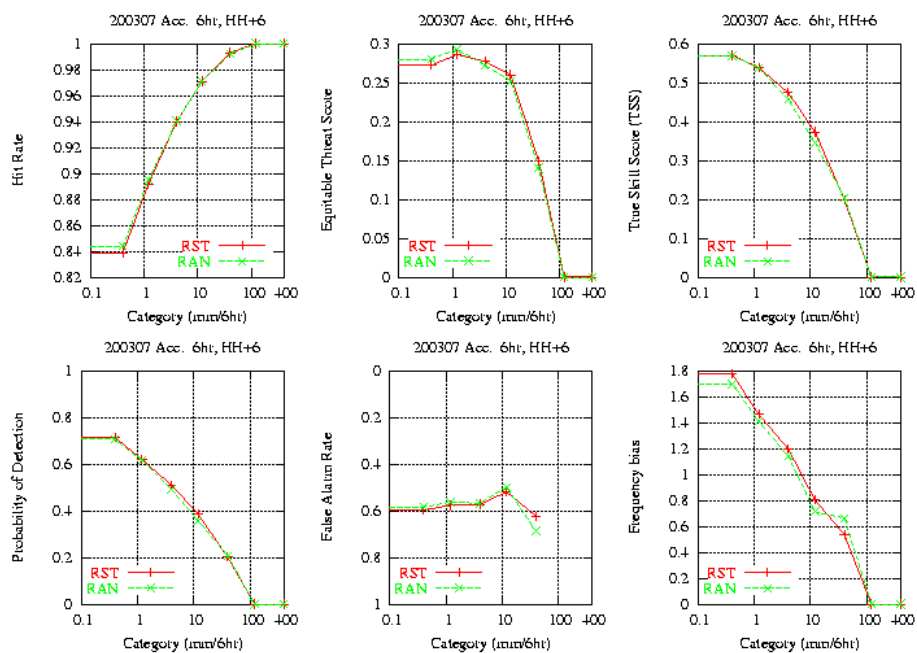 200307 Acc. 6hr, HH+6
Hit Rate
1
0.98
0.96
0.94
0.92
0.9
0.88
0.86
0.84
0.82
RST
RAN
0.1 1 10 100 400
Category (mm/6hr)
200307 Acc. 6hr, HH+6
Equitable Threat Score
0.3
0.25
0.2
0.15
0.1
0.05
0
RST
RAN
0.1 1 10 100 400
Category (mm/6hr)
200307 Acc. 6hr, HH+6
True Skill Score (TSS)
0.6
0.5
0.4
0.3
0.2
0.1
0
RST
RAN
0.1 1 10 100 400
Category (mm/6hr)
200307 Acc. 6hr, HH+6
Probability of Detection
1
0.8
0.6
0.4
0.2
0
RST
RAN
0.1 1 10 100 400
Category (mm/6hr)
200307 Acc. 6hr, HH+6
False Alarm Rate
0
0.2
0.4
0.6
0.8
1
RST
RAN
0.1 1 10 100 400
Category (mm/6hr)
200307 Acc. 6hr, HH+6
Frequency bias
1.8
1.6
1.4
1.2
1
0.8
0.6
0.4
0.2
0
RST
RAN
0.1 1 10 100 400
Category (mm/6hr)